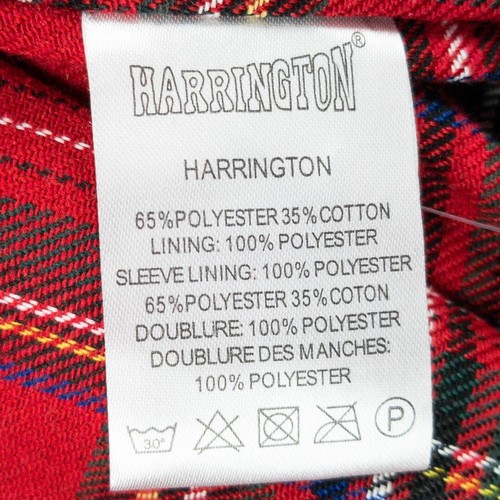 HARRINGTON®
HARRINGTON
65%POLYESTER 35%COTTON
LINING: 100% POLYESTER
SLEEVE LINING: 100% POLYESTER
65%POLYESTER 35%COTON
DOUBLURE: 100% POLYESTER
DOUBLURE DES MANCHES:
100% POLYESTER
30° P